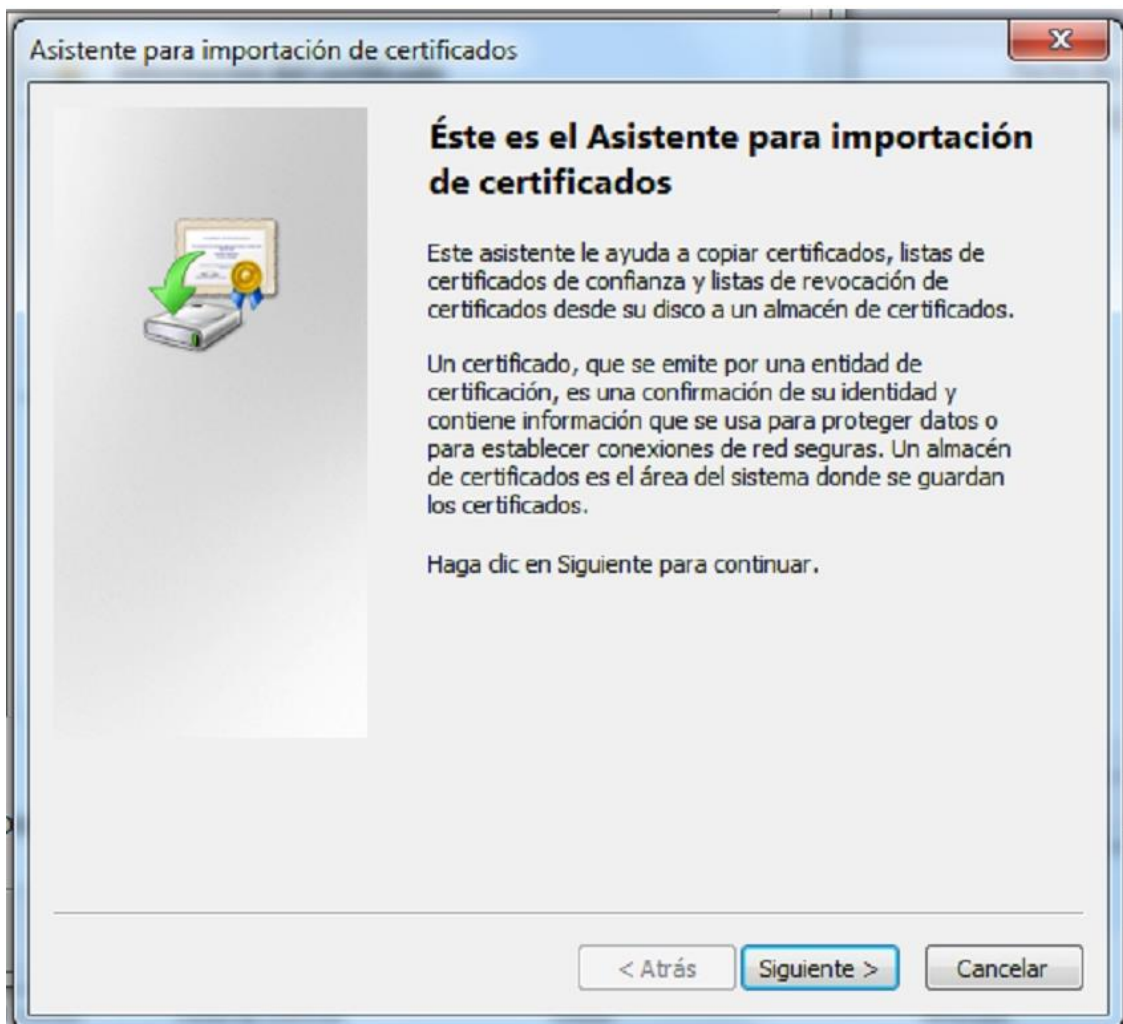 Asistente para importación de certificados
Éste es el Asistente para importación
de certificados
Este asistente le ayuda a copiar certificados, listas de
certificados de confianza y listas de revocación de
certificados desde su disco a un almacén de certificados.
Un certificado, que se emite por una entidad de
certificación, es una confirmación de su identidad y
contiene información que se usa para proteger datos o
para establecer conexiones de red seguras. Un almacén
de certificados es el área del sistema donde se guardan
los certificados.
Haga clic en Siguiente para continuar.
< Atrás Siguiente > Cancelar